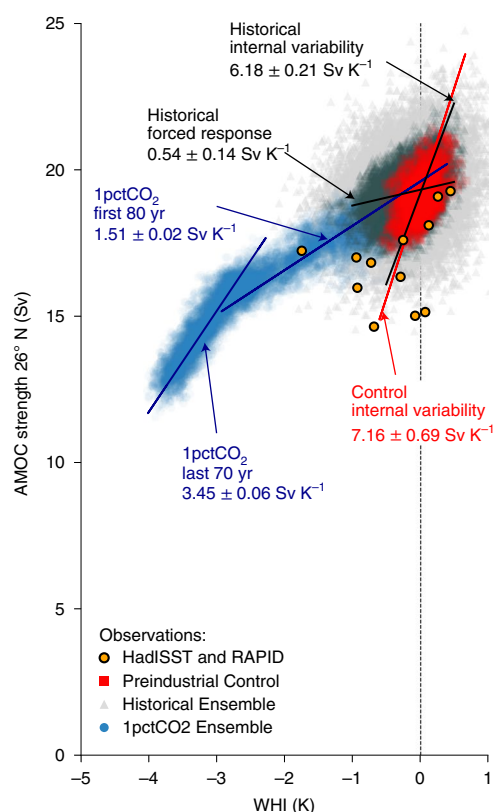 25
20
15
10
5
0
AMOC strength 26° N (Sv)
Historical
internal variability
6.18 ± 0.21 Sv K⁻¹
Historical
forced response
0.54 ± 0.14 Sv K⁻¹
1pctCO₂
first 80 yr
1.51 ± 0.02 Sv K⁻¹
Control
internal variability
7.16 ± 0.69 Sv K⁻¹
1pctCO₂
last 70 yr
3.45 ± 0.06 Sv K⁻¹
Observations:
HadISST and RAPID
Preindustrial Control
Historical Ensemble
1pctCO2 Ensemble
–5 –4 –3 –2 –1 0 1
WHI (K)